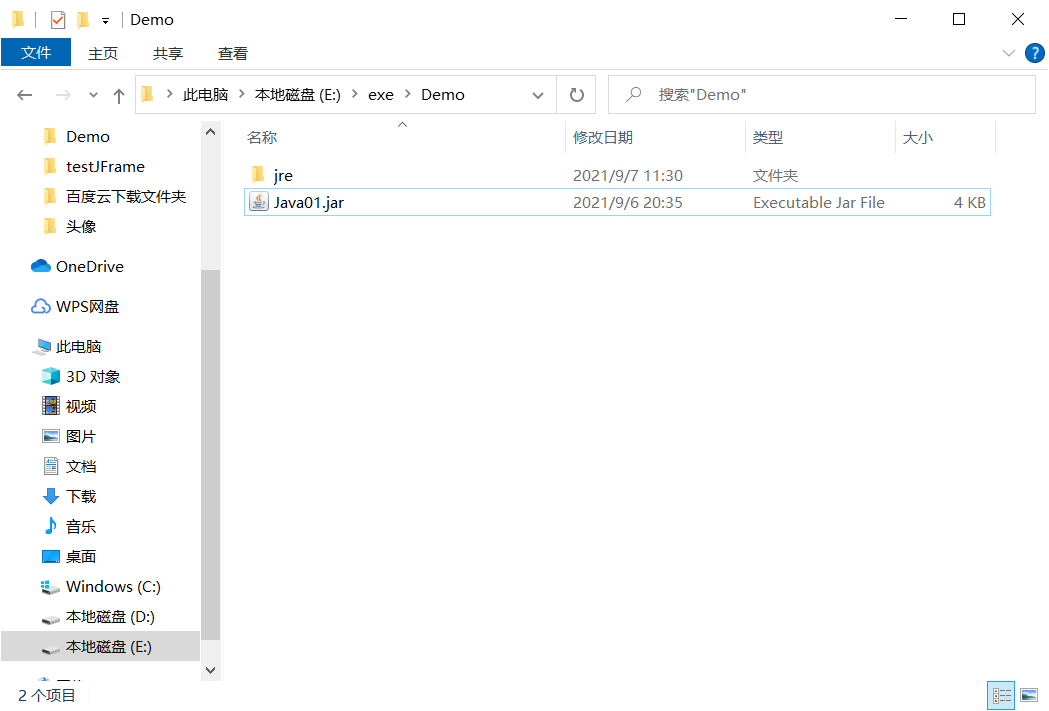 Demo
文件 主页 共享 查看
此电脑 本地磁盘 (E:) exe Demo 搜索"Demo"
名称 修改日期 类型 大小
jre 2021/9/7 11:30 文件夹
Java01.jar 2021/9/6 20:35 Executable Jar File 4 KB
Demo
testJFrame
百度云下载文件夹
头像
OneDrive
WPS网盘
此电脑
3D 对象
视频
图片
文档
下载
音乐
桌面
Windows (C:)
本地磁盘 (D:)
本地磁盘 (E:)
2 个项目